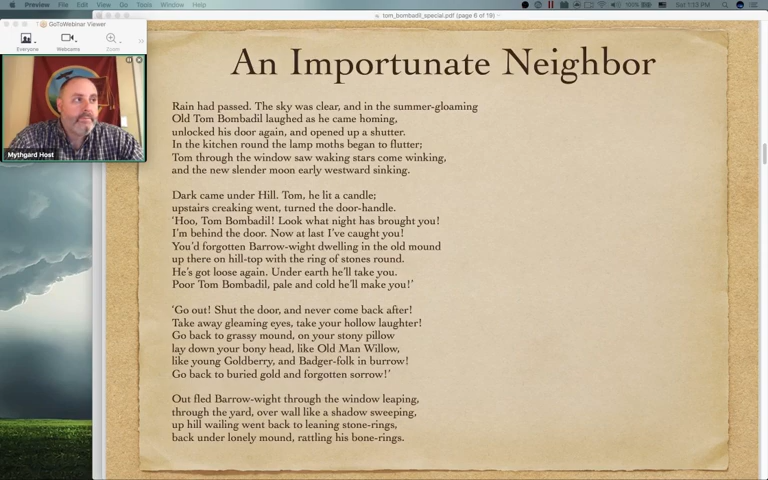 Preview File Edit View Go Tools Window Help
100% Sat 1:13 PM
tom_bombadil_special.pdf (page 6 of 19)
GoToWebinar Viewer
Everyone Webcams Zoom
Mythgard Host
An Importunate Neighbor
Rain had passed. The sky was clear, and in the summer-gloaming
Old Tom Bombadil laughed as he came homing,
unlocked his door again, and opened up a shutter.
In the kitchen round the lamp moths began to flutter;
Tom through the window saw waking stars come winking,
and the new slender moon early westward sinking.
Dark came under Hill. Tom, he lit a candle;
upstairs creaking went, turned the door-handle.
‘Hoo, Tom Bombadil! Look what night has brought you!
I’m behind the door. Now at last I’ve caught you!
You’d forgotten Barrow-wight dwelling in the old mound
up there on hill-top with the ring of stones round.
He’s got loose again. Under earth he’ll take you.
Poor Tom Bombadil, pale and cold he’ll make you!’
‘Go out! Shut the door, and never come back after!
Take away gleaming eyes, take your hollow laughter!
Go back to grassy mound, on your stony pillow
lay down your bony head, like Old Man Willow,
like young Goldberry, and Badger-folk in burrow!
Go back to buried gold and forgotten sorrow!’
Out fled Barrow-wight through the window leaping,
through the yard, over wall like a shadow sweeping,
up hill wailing went back to leaning stone-rings,
back under lonely mound, rattling his bone-rings.